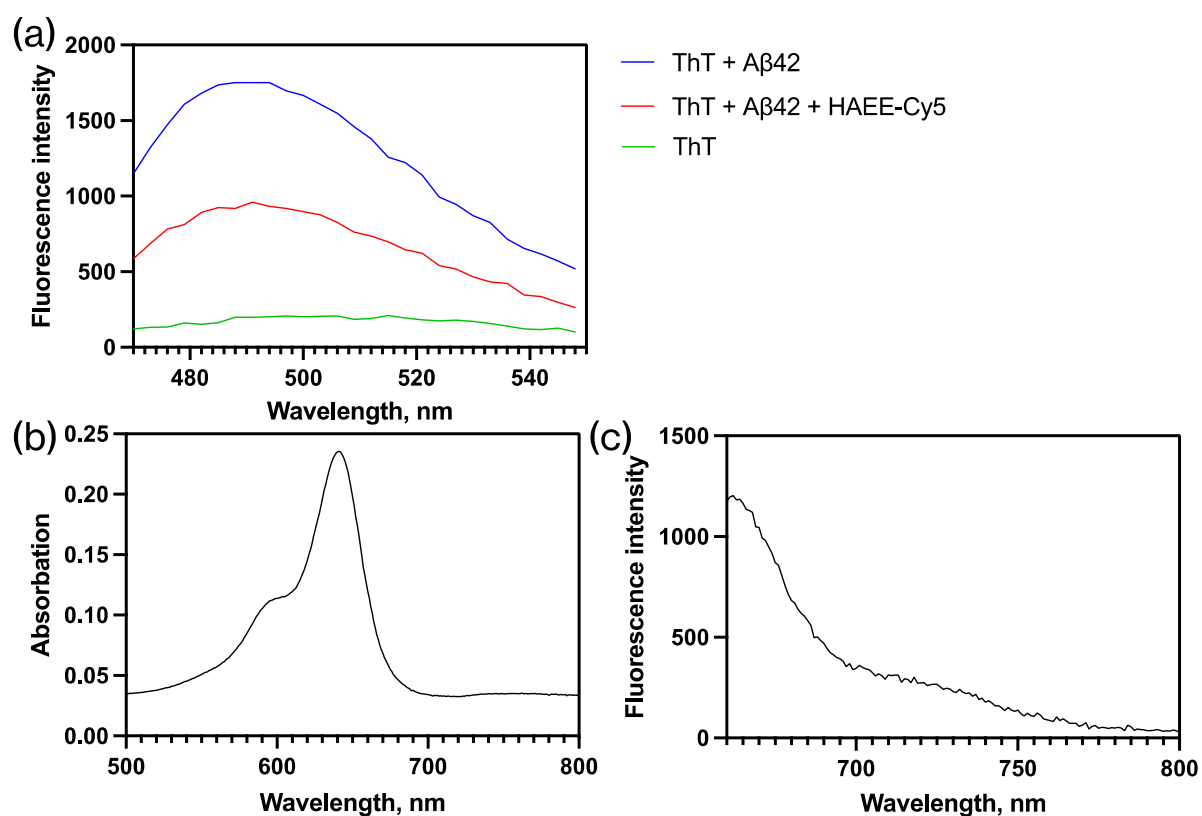 (a)
Fluorescence intensity
2000
1500
1000
500
0
480 500 520 540
Wavelength, nm
ThT + Aβ42
ThT + Aβ42 + HAEE-Cy5
ThT
(b)
Absorbation
0.25
0.20
0.15
0.10
0.05
0.00
500 600 700 800
Wavelength, nm
(c)
Fluorescence intensity
1500
1000
500
0
700 750 800
Wavelength, nm